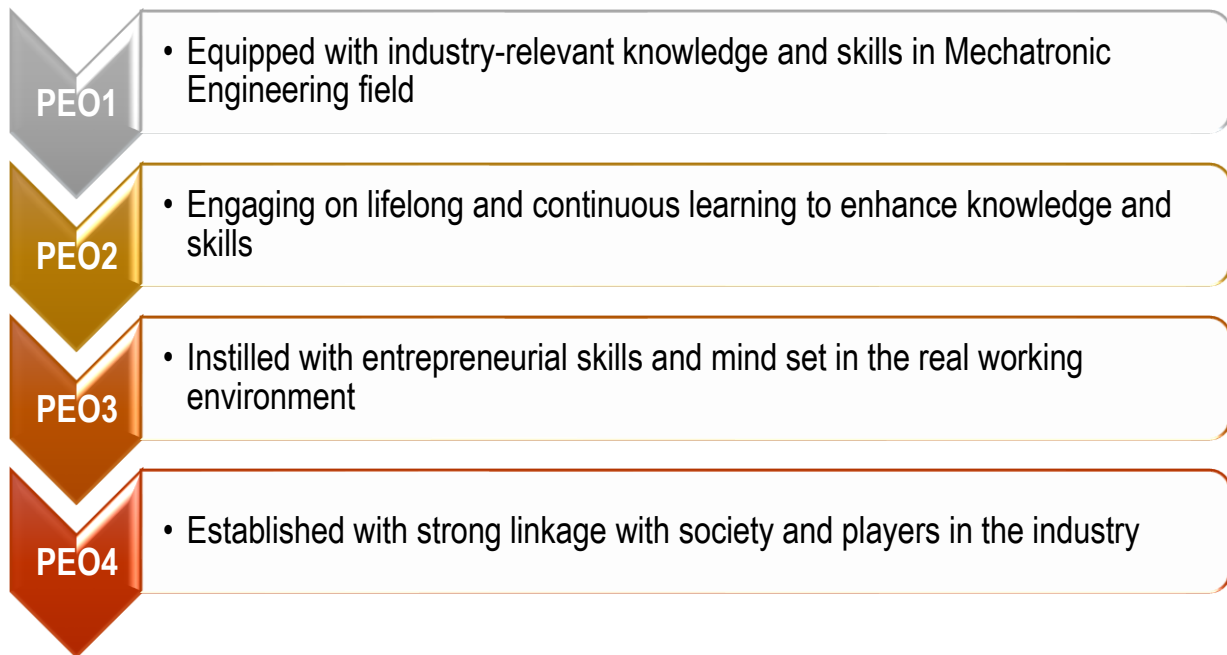 PEO1
• Equipped with industry-relevant knowledge and skills in Mechatronic
Engineering field
PEO2
• Engaging on lifelong and continuous learning to enhance knowledge and
skills
PEO3
• Instilled with entrepreneurial skills and mind set in the real working
environment
PEO4
• Established with strong linkage with society and players in the industry